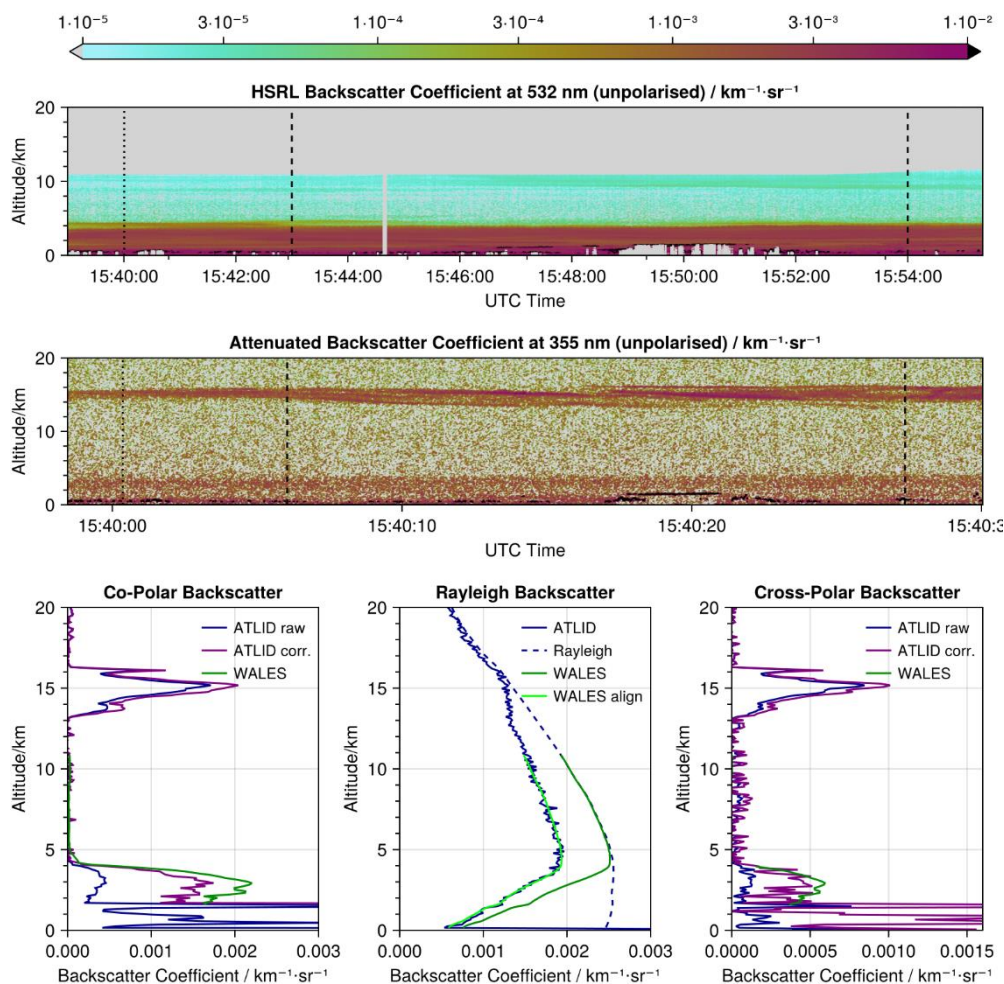 1·10⁻⁵ 3·10⁻⁵ 1·10⁻⁴ 3·10⁻⁴ 1·10⁻³ 3·10⁻³ 1·10⁻²
HSRL Backscatter Coefficient at 532 nm (unpolarised) / km⁻¹·sr⁻¹
20
10
0
Altitude/km
15:40:00 15:42:00 15:44:00 15:46:00 15:48:00 15:50:00 15:52:00 15:54:00
UTC Time
Attenuated Backscatter Coefficient at 355 nm (unpolarised) / km⁻¹·sr⁻¹
20
10
0
Altitude/km
15:40:00 15:40:10 15:40:20 15:40:3
UTC Time
Co-Polar Backscatter
20
15
10
5
0
Altitude/km
ATLID raw
ATLID corr.
WALES
0.000 0.001 0.002 0.003
Backscatter Coefficient / km⁻¹·sr⁻¹
Rayleigh Backscatter
20
15
10
5
0
Altitude/km
ATLID
Rayleigh
WALES
WALES align
0.000 0.001 0.002 0.003
Backscatter Coefficient / km⁻¹·sr⁻¹
Cross-Polar Backscatter
20
15
10
5
0
Altitude/km
ATLID raw
ATLID corr.
WALES
0.0000 0.0005 0.0010 0.0015
Backscatter Coefficient / km⁻¹·sr⁻¹